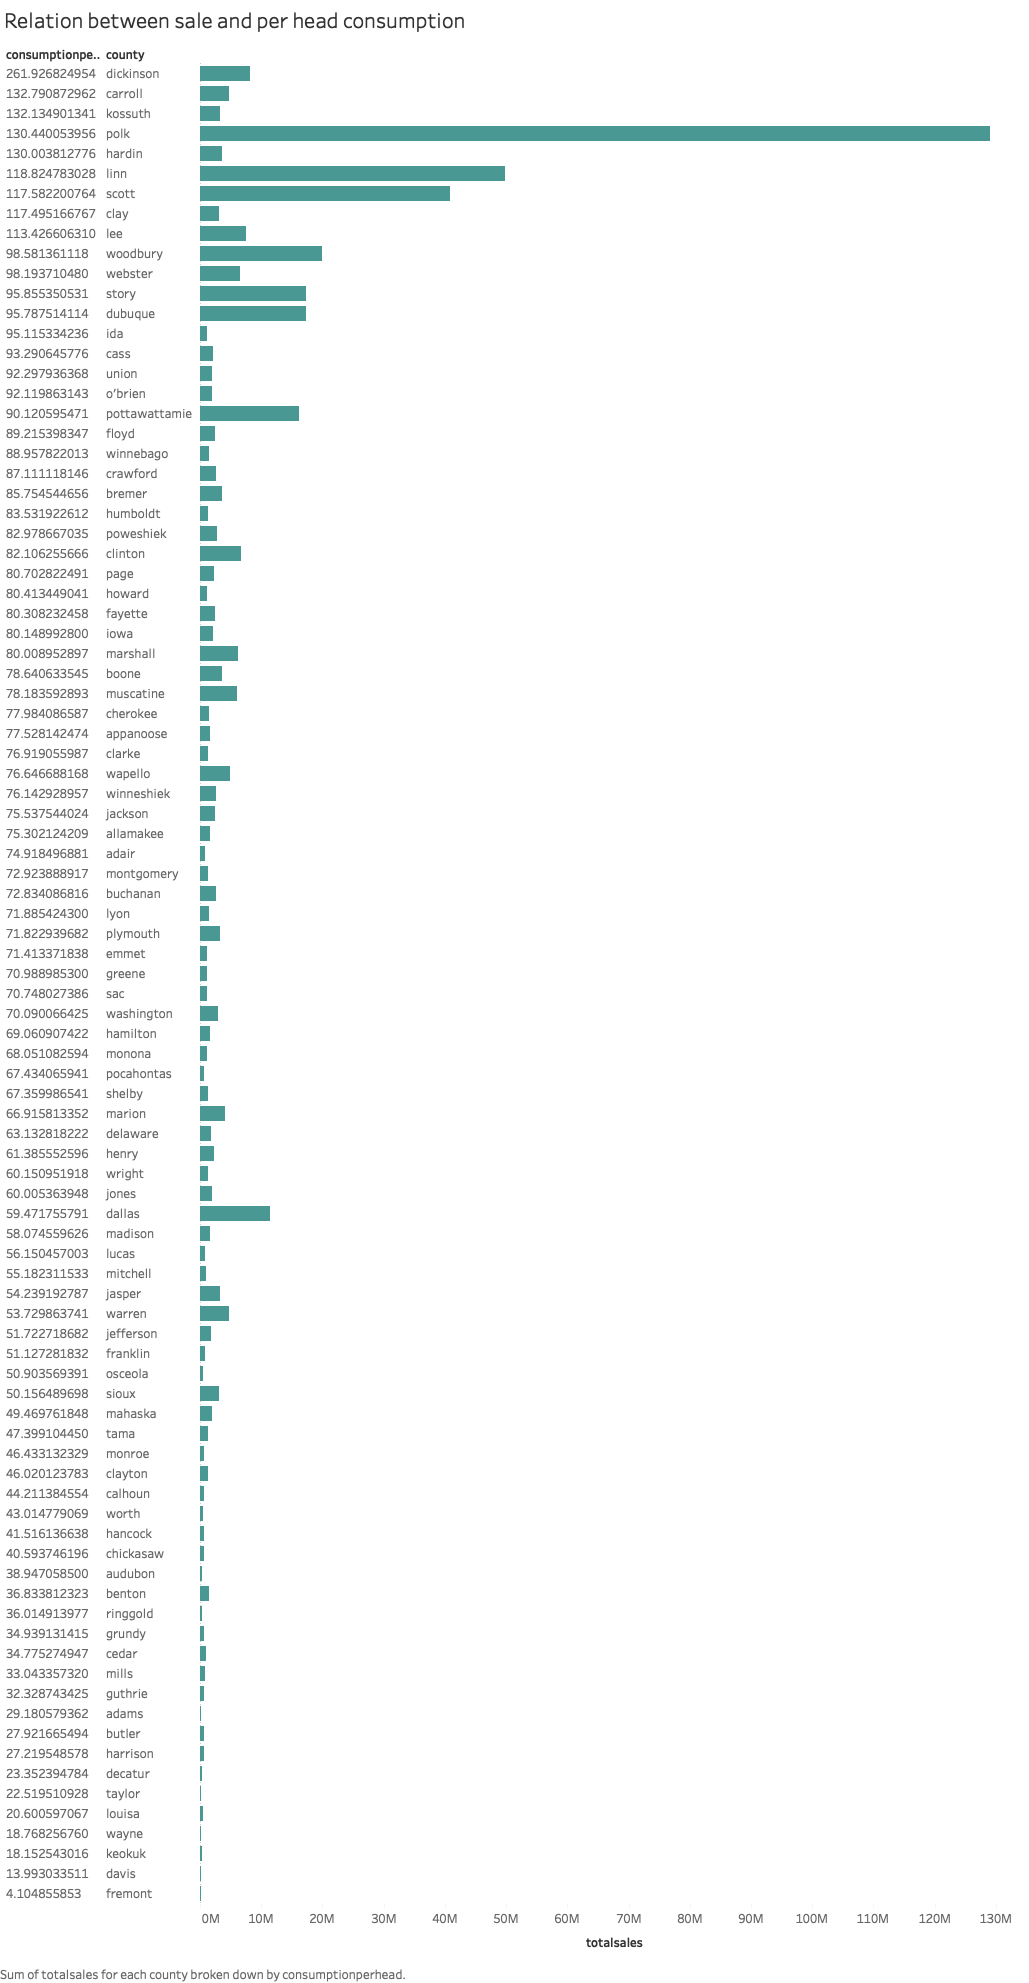 Relation between sale and per head consumption
consumptionpe.. county
261.926824954 dickinson
132.790872962 carroll
132.134901341 kossuth
130.440053956 polk
130.003812776 hardin
118.824783028 linn
117.582200764 scott
117.495166767 clay
113.426606310 lee
98.581361118 woodbury
98.193710480 webster
95.855350531 story
95.787514114 dubuque
95.115334236 ida
93.290645776 cass
92.297936368 union
92.119863143 o'brien
90.120595471 pottawattamie
89.215398347 floyd
88.957822013 winnebago
87.111118146 crawford
85.754544656 bremer
83.531922612 humboldt
82.978667035 poweshiek
82.106255666 clinton
80.702822491 page
80.413449041 howard
80.308232458 fayette
80.148992800 iowa
80.008952897 marshall
78.640633545 boone
78.183592893 muscatine
77.984086587 cherokee
77.528142474 appanoose
76.919055987 clarke
76.646688168 wapello
76.142928957 winneshiek
75.537544024 jackson
75.302124209 allamakee
74.918496881 adair
72.923888917 montgomery
72.834086816 buchanan
71.885424300 lyon
71.822939682 plymouth
71.413371838 emmet
70.988985300 greene
70.748027386 sac
70.090066425 washington
69.060907422 hamilton
68.051082594 monona
67.434065941 pocahontas
67.359986541 shelby
66.915813352 marion
63.132818222 delaware
61.385552596 henry
60.150951918 wright
60.005363948 jones
59.471755791 dallas
58.074559626 madison
56.150457003 lucas
55.182311533 mitchell
54.239192787 jasper
53.729863741 warren
51.722718682 jefferson
51.127281832 franklin
50.903569391 osceola
50.156489698 sioux
49.469761848 mahaska
47.399104450 tama
46.433132329 monroe
46.020123783 clayton
44.211384554 calhoun
43.014779069 worth
41.516136638 hancock
40.593746196 chickasaw
38.947058500 audubon
36.833812323 benton
36.014913977 ringgold
34.939131415 grundy
34.775274947 cedar
33.043357320 mills
32.328743425 guthrie
29.180579362 adams
27.921665494 butler
27.219548578 harrison
23.352394784 decatur
22.519510928 taylor
20.600597067 louisa
18.768256760 wayne
18.152543016 keokuk
13.993033511 davis
4.104855853 fremont
0M 10M 20M 30M 40M 50M 60M 70M 80M 90M 100M 110M 120M 130M
totalsales
Sum of totalsales for each county broken down by consumptionperhead.